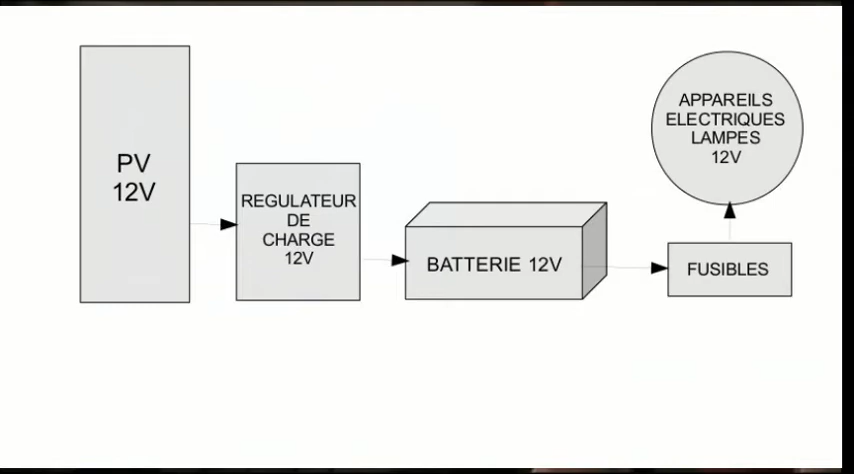 PV
12V
REGULATEUR
DE
CHARGE
12V
BATTERIE 12V
FUSIBLES
APPAREILS
ELECTRIQUES
LAMPES
12V